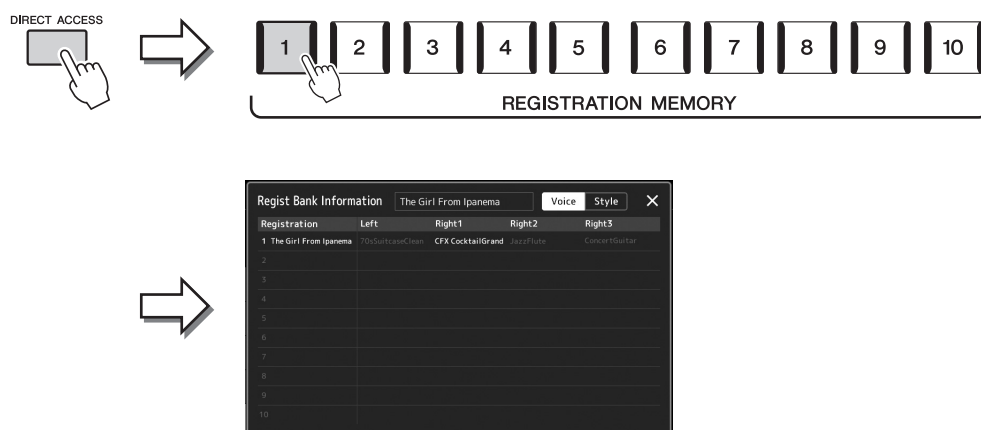 DIRECT ACCESS
1 2 3 4 5 6 7 8 9 10
REGISTRATION MEMORY
Regist Bank Information The Girl From Ipanema Voice Style ×
Registration Left Right1 Right2 Right3
1 The Girl From Ipanema 70sSuitcaseClean CFX CocktailGrand JazzFlute ConcertGuitar
2
3
4
5
6
7
8
9
10